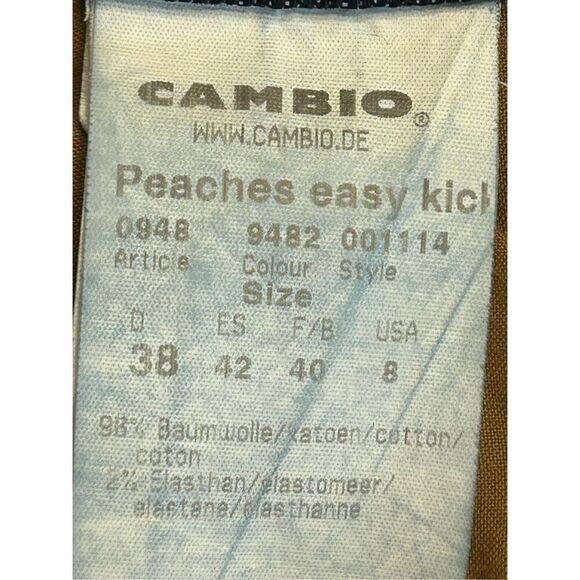 CAMBIO®
WWW.CAMBIO.DE
Peaches easy kick
0948 9482 001114
Article Colour Style
Size
D ES F/B USA
38 42 40 8
98% Baumwolle/katoen/cotton/
coton
2% Elasthan/elastomeer/
elastane/elasthanne